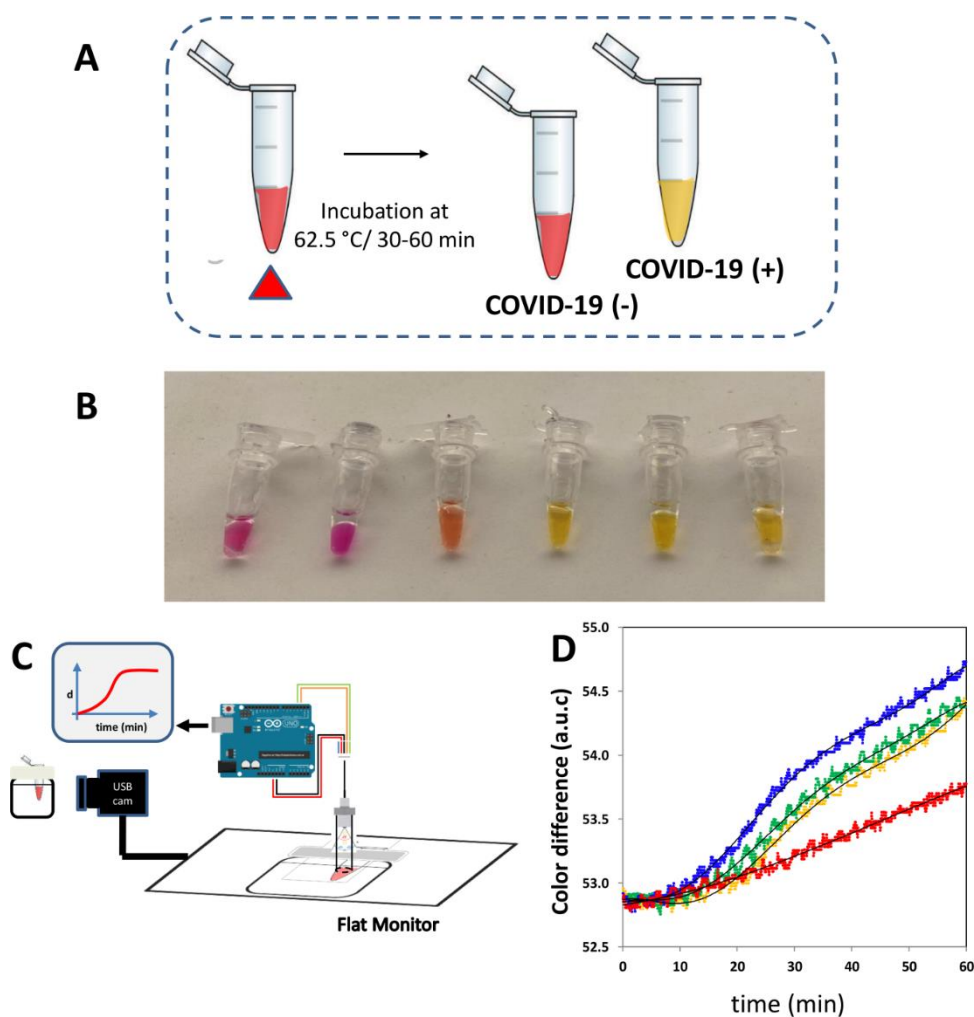 A
Incubation at
62.5 °C/ 30-60 min
COVID-19 (-)
COVID-19 (+)
B
C
d
time (min)
USB
cam
UNO
Flat Monitor
D
Color difference (a.u.c)
55.0
54.5
54.0
53.5
53.0
52.5
0
10
20
30
40
50
60
time (min)